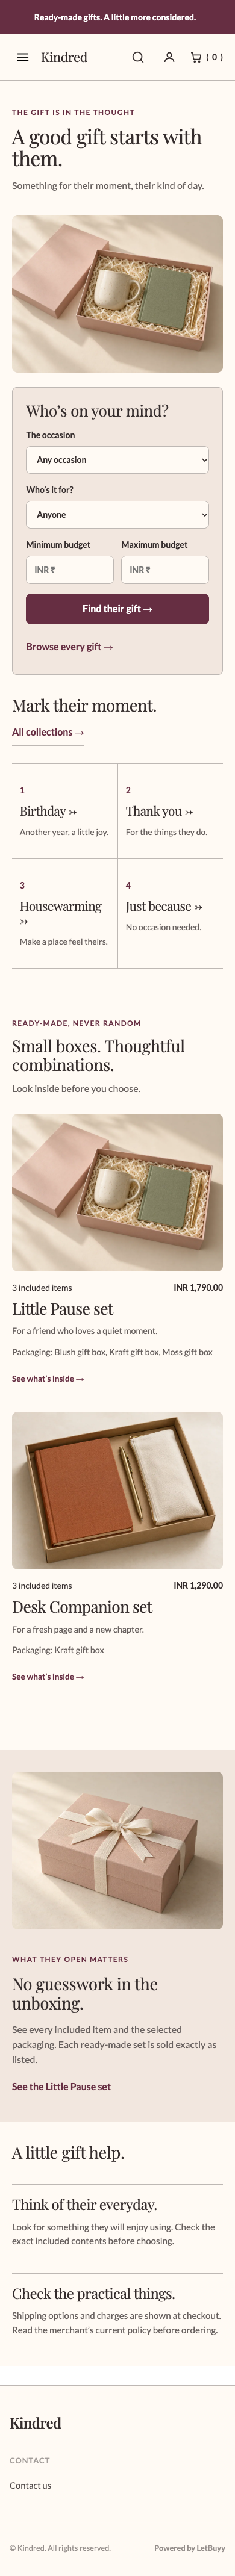 Ready-made gifts. A little more considered.
Kindred
( 0 )
THE GIFT IS IN THE THOUGHT
A good gift starts with
them.
Something for their moment, their kind of day.
Who's on your mind?
The occasion
Any occasion
Who's it for?
Anyone
Minimum budget
Maximum budget
INR ₹
INR ₹
Find their gift →
Browse every gift →
Mark their moment.
All collections →
1
Birthday →
Another year, a little joy.
2
Thank you →
For the things they do.
3
Housewarming
→
Make a place feel theirs.
4
Just because →
No occasion needed.
READY-MADE, NEVER RANDOM
Small boxes. Thoughtful
combinations.
Look inside before you choose.
3 included items
INR 1,790.00
Little Pause set
For a friend who loves a quiet moment.
Packaging: Blush gift box, Kraft gift box, Moss gift box
See what's inside →
3 included items
INR 1,290.00
Desk Companion set
For a fresh page and a new chapter.
Packaging: Kraft gift box
See what's inside →
WHAT THEY OPEN MATTERS
No guesswork in the
unboxing.
See every included item and the selected
packaging. Each ready-made set is sold exactly as
listed.
See the Little Pause set
A little gift help.
Think of their everyday.
Look for something they will enjoy using. Check the
exact included contents before choosing.
Check the practical things.
Shipping options and charges are shown at checkout.
Read the merchant's current policy before ordering.
Kindred
CONTACT
Contact us
© Kindred. All rights reserved.
Powered by LetBuyy